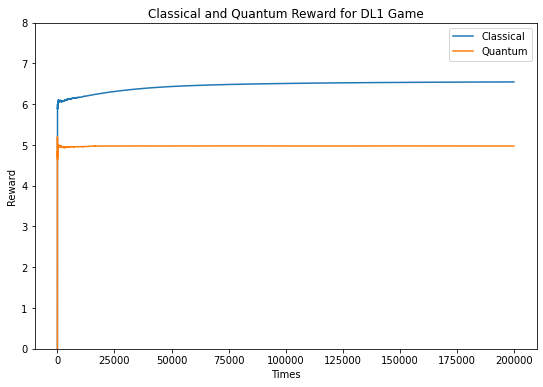 Classical and Quantum Reward for DL1 Game
Classical
Quantum
Reward
8
7
6
5
4
3
2
1
0
0 25000 50000 75000 100000 125000 150000 175000 200000
Times